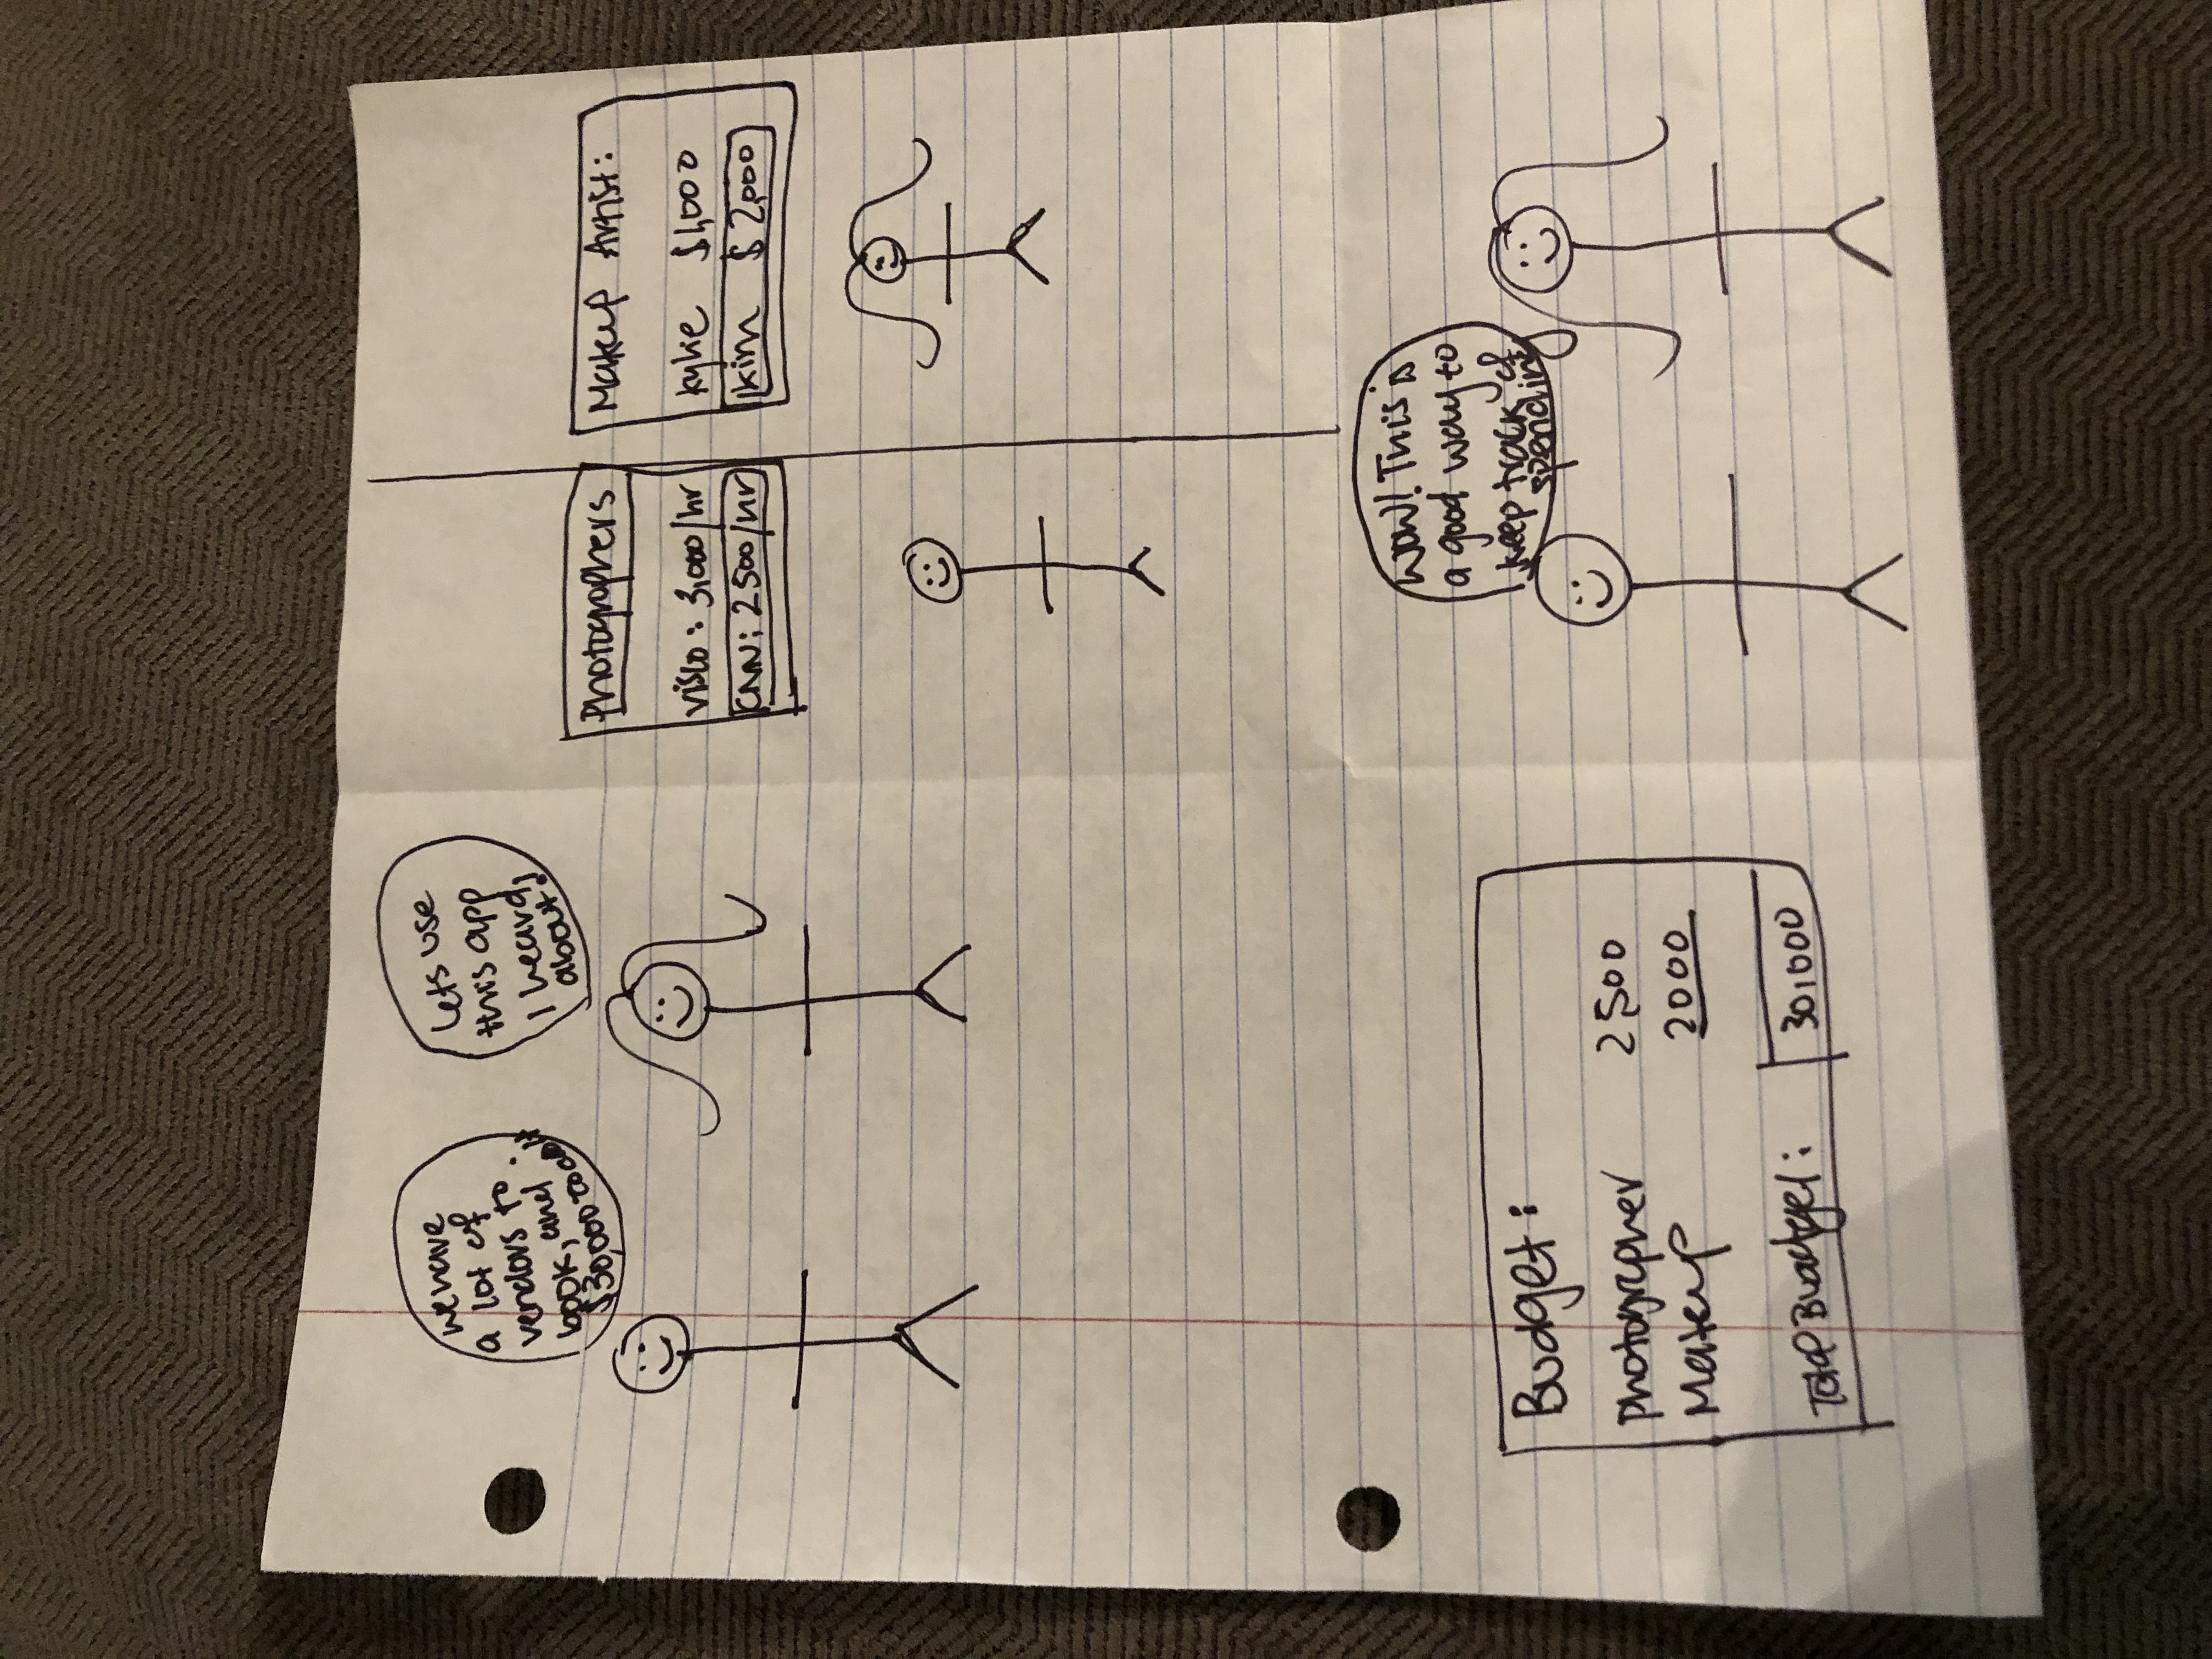 we have
a lot of
vendors to
book, and
$30,000 to do it.
Lets use
this app
I heard
about!
Photographers
Visco: 3,000/hr
CNN: 2500/hr
Makeup Artist:
kylie $1,000
kim $2,000
Budget:
photographer 2,500
Makeup 2000
Total Budget: 30,000
WOW! This is
a good way to
keep track of
spending